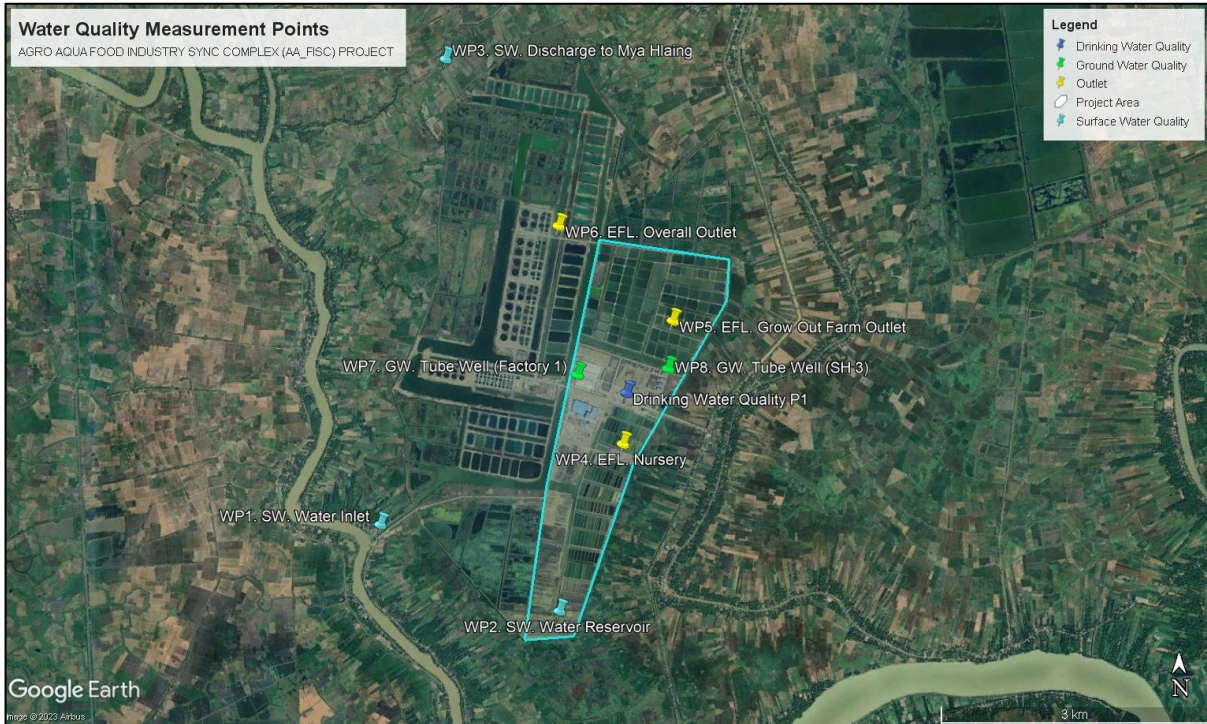 Water Quality Measurement Points
AGRO AQUA FOOD INDUSTRY SYNC COMPLEX (AA_FISC) PROJECT
Legend
Drinking Water Quality
Ground Water Quality
Outlet
Project Area
Surface Water Quality
WP3. SW. Discharge to Mya Hlaing
WP6. EFL. Overall Outlet
WP5. EFL. Grow Out Farm Outlet
WP7. GW. Tube Well (Factory 1)
WP8. GW. Tube Well (SH 3)
Drinking Water Quality P1
WP4. EFL. Nursery
WP1. SW. Water Inlet
WP2. SW. Water Reservoir
Google Earth
Image © 2023 Airbus
N
3 km